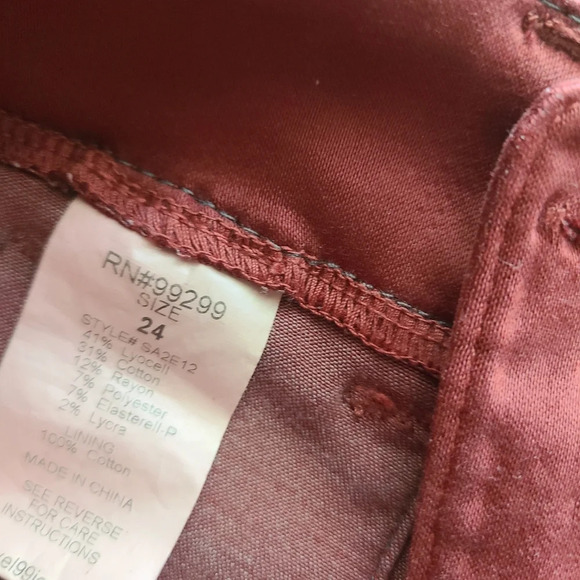 RN#99299
SIZE
24
STYLE# SA2E12
41% Lyocell
31% Cotton
12% Rayon
7% Polyester
7% Elasterell-P
2% Lycra
LINING
100% Cotton
MADE IN CHINA
SEE REVERSE
FOR CARE
INSTRUCTIONS